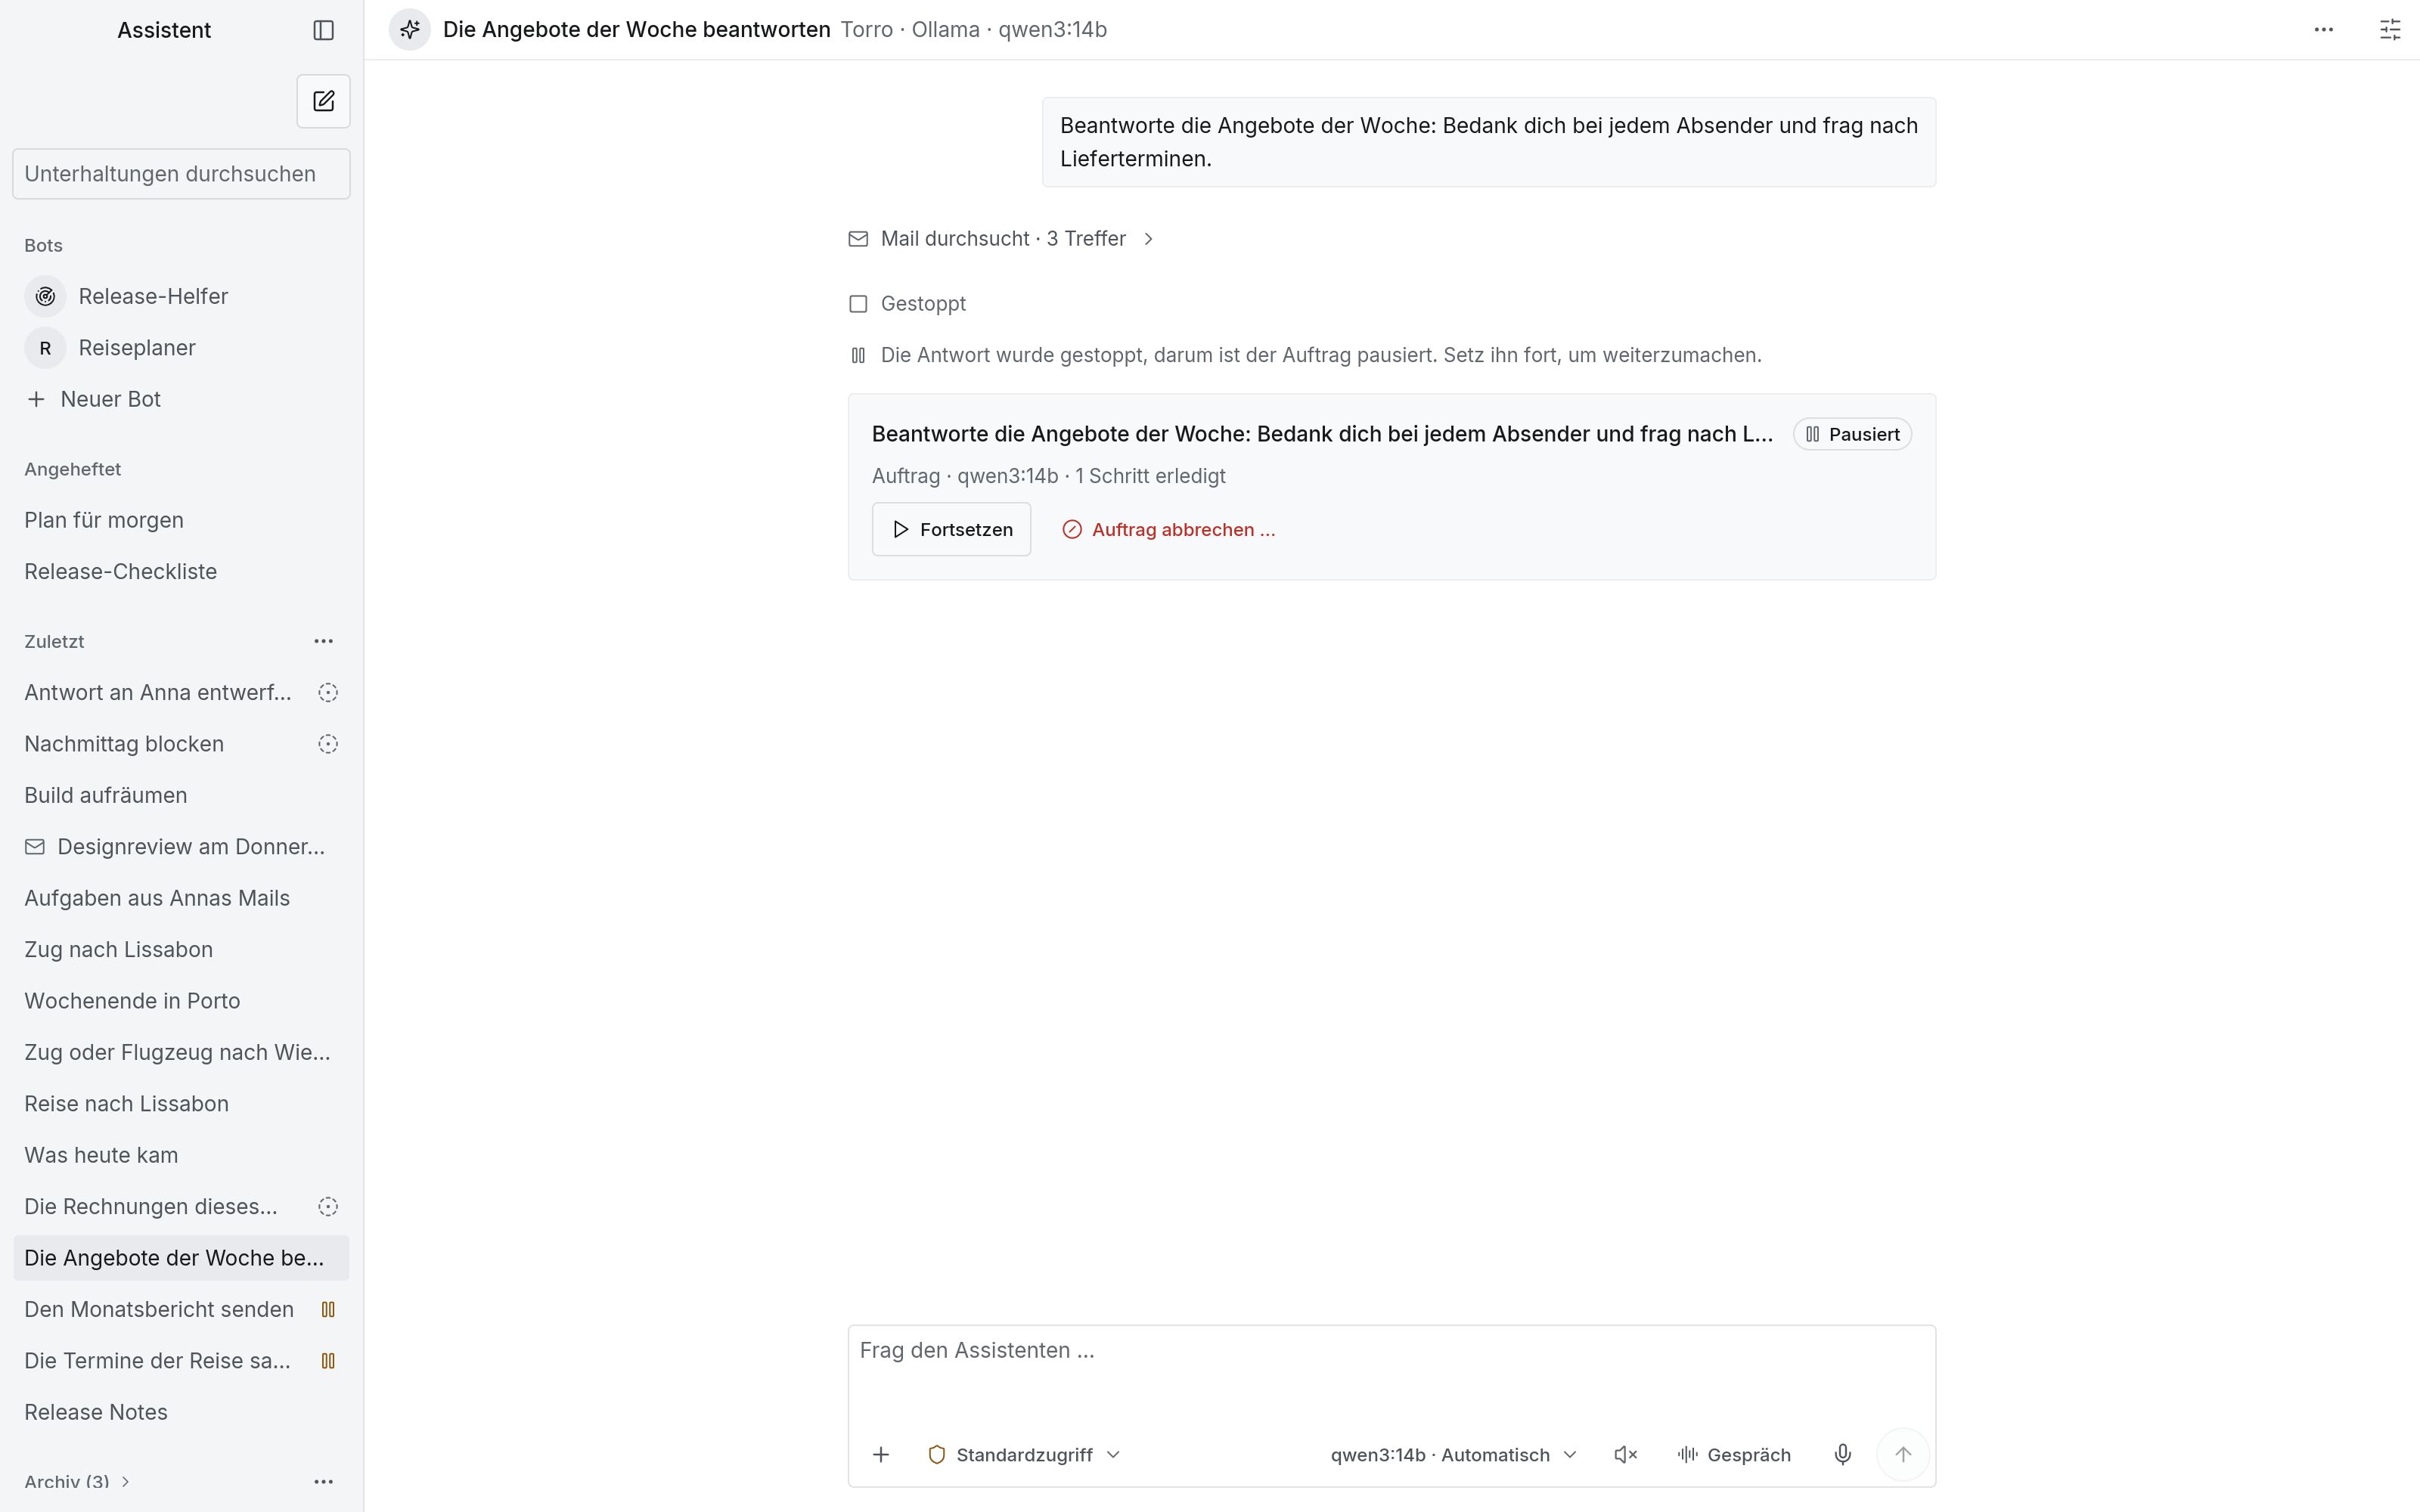 Assistent
Unterhaltungen durchsuchen
Bots
Release-Helfer
R
Reiseplaner
Neuer Bot
Angeheftet
Plan für morgen
Release-Checkliste
Zuletzt
Antwort an Anna entwerf...
Nachmittag blocken
Build aufräumen
Designreview am Donner...
Aufgaben aus Annas Mails
Zug nach Lissabon
Wochenende in Porto
Zug oder Flugzeug nach Wie...
Reise nach Lissabon
Was heute kam
Die Rechnungen dieses...
Die Angebote der Woche be...
Den Monatsbericht senden
Die Termine der Reise sa...
Release Notes
Archiv (3)
Die Angebote der Woche beantworten Torro · Ollama · qwen3:14b
Beantworte die Angebote der Woche: Bedank dich bei jedem Absender und frag nach
Lieferterminen.
Mail durchsucht · 3 Treffer
Gestoppt
Die Antwort wurde gestoppt, darum ist der Auftrag pausiert. Setz ihn fort, um weiterzumachen.
Beantworte die Angebote der Woche: Bedank dich bei jedem Absender und frag nach L... Pausiert
Auftrag · qwen3:14b · 1 Schritt erledigt
Fortsetzen Auftrag abbrechen ...
Frag den Assistenten ...
Standardzugriff qwen3:14b · Automatisch Gespräch